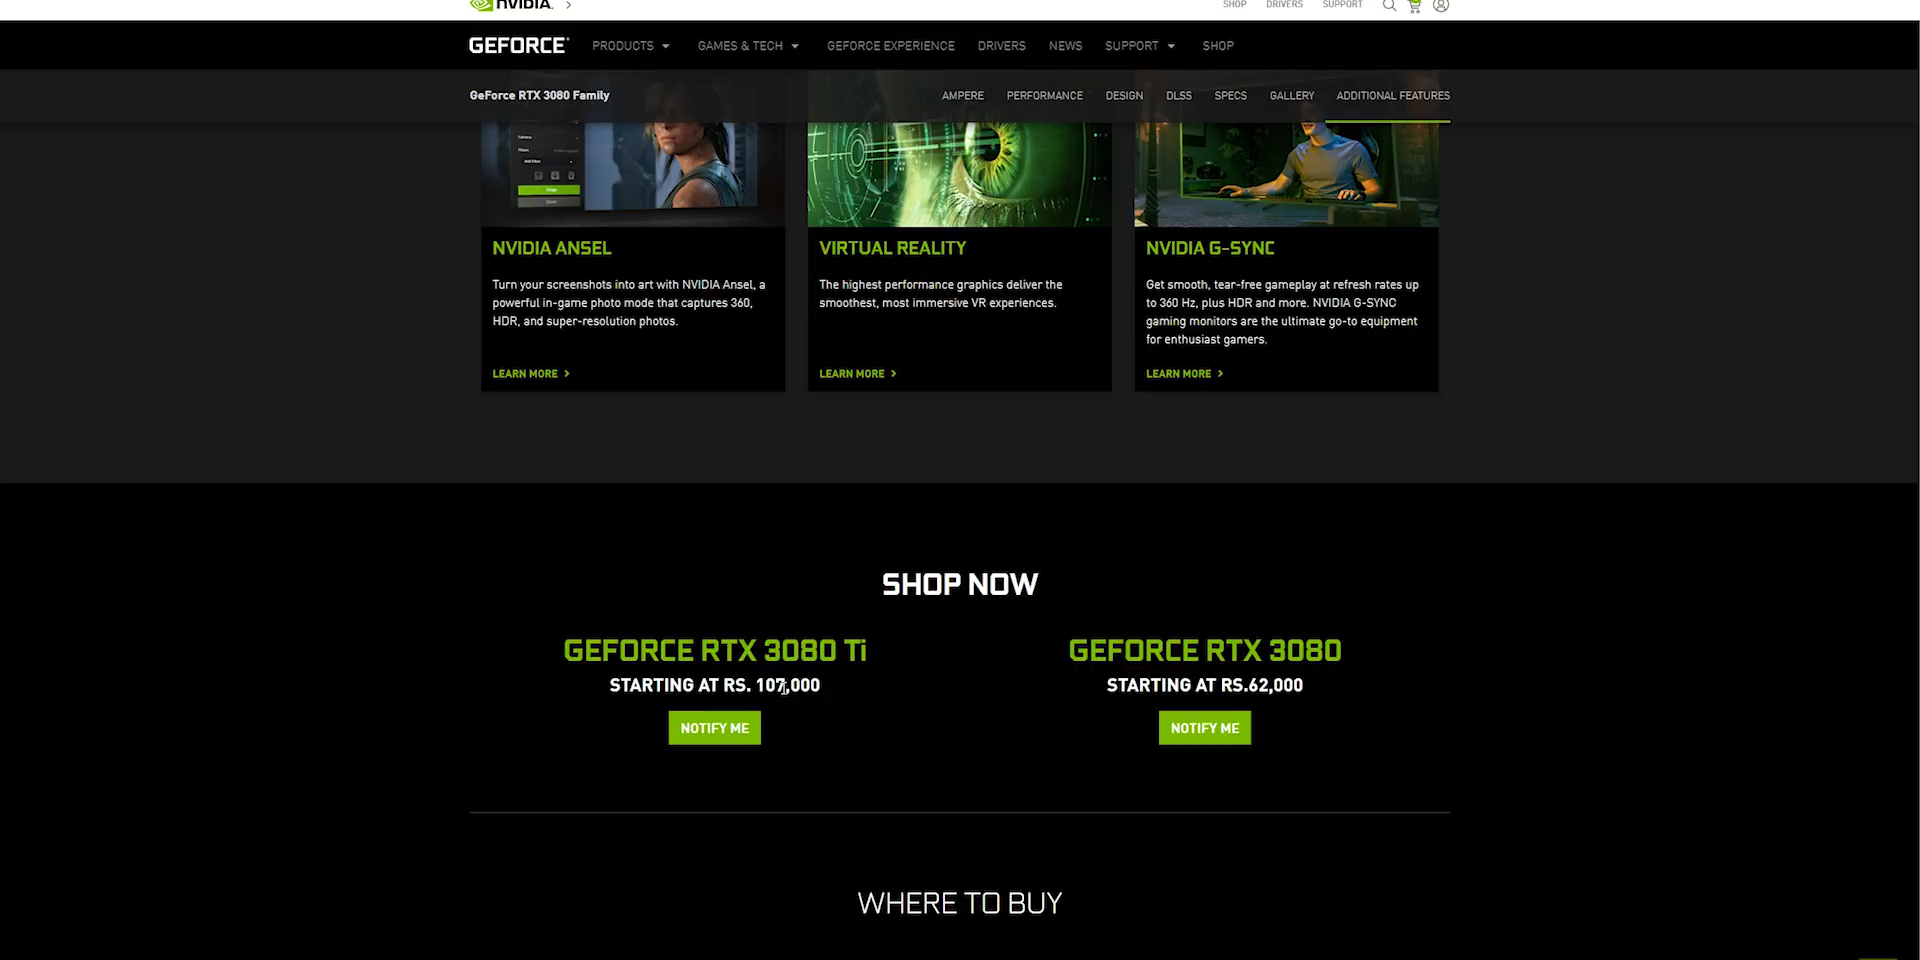 NVIDIA.
SHOP DRIVERS SUPPORT
GEFORCE PRODUCTS GAMES & TECH GEFORCE EXPERIENCE DRIVERS NEWS SUPPORT SHOP
GeForce RTX 3080 Family AMPERE PERFORMANCE DESIGN DLSS SPECS GALLERY ADDITIONAL FEATURES
NVIDIA ANSEL
Turn your screenshots into art with NVIDIA Ansel, a
powerful in-game photo mode that captures 360,
HDR, and super-resolution photos.
LEARN MORE
VIRTUAL REALITY
The highest performance graphics deliver the
smoothest, most immersive VR experiences.
LEARN MORE
NVIDIA G-SYNC
Get smooth, tear-free gameplay at refresh rates up
to 360 Hz, plus HDR and more. NVIDIA G-SYNC
gaming monitors are the ultimate go-to equipment
for enthusiast gamers.
LEARN MORE
SHOP NOW
GEFORCE RTX 3080 Ti
STARTING AT RS. 107,000
NOTIFY ME
GEFORCE RTX 3080
STARTING AT RS.62,000
NOTIFY ME
WHERE TO BUY